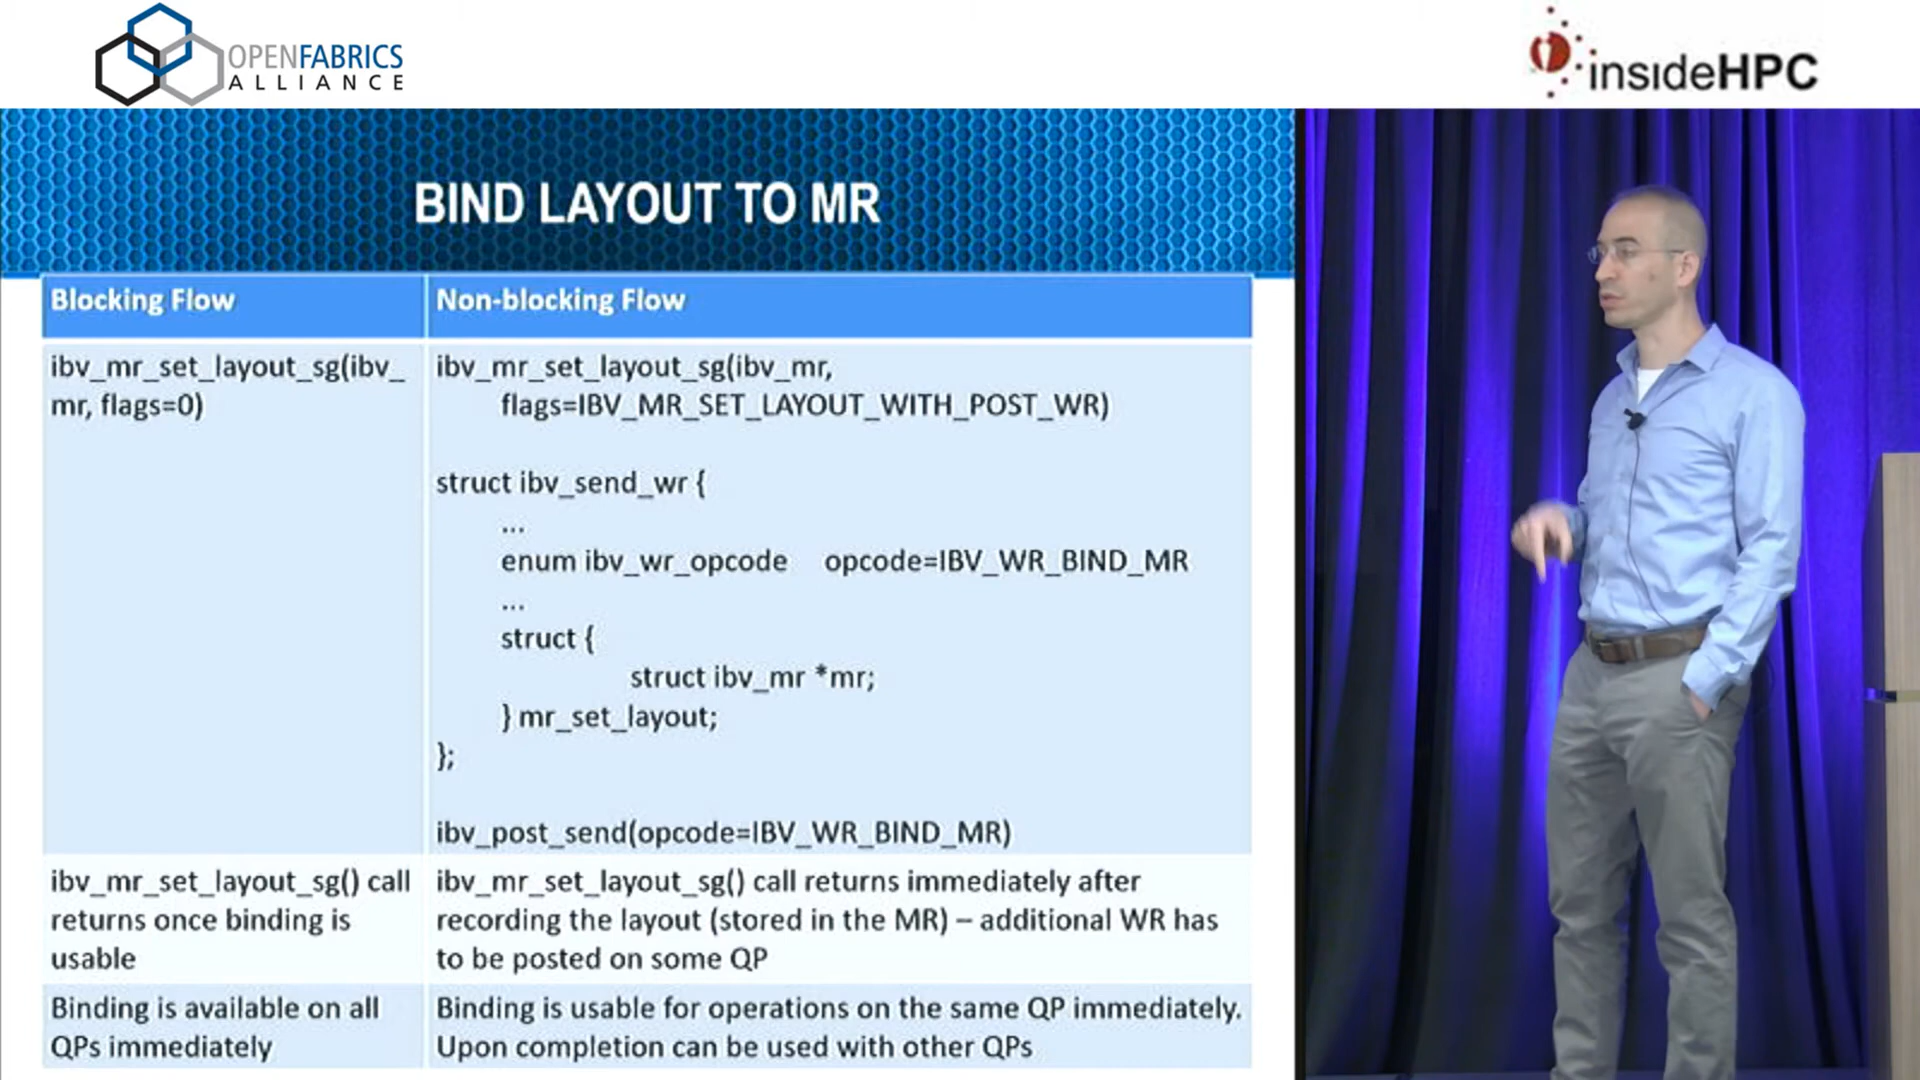 OPENFABRICS
ALLIANCE
insideHPC
BIND LAYOUT TO MR
Blocking Flow
Non-blocking Flow
ibv_mr_set_layout_sg(ibv_
mr, flags=0)
ibv_mr_set_layout_sg(ibv_mr,
flags=IBV_MR_SET_LAYOUT_WITH_POST_WR)
struct ibv_send_wr {
...
enum ibv_wr_opcode opcode=IBV_WR_BIND_MR
...
struct {
struct ibv_mr *mr;
} mr_set_layout;
};
ibv_post_send(opcode=IBV_WR_BIND_MR)
ibv_mr_set_layout_sg() call
returns once binding is
usable
ibv_mr_set_layout_sg() call returns immediately after
recording the layout (stored in the MR) – additional WR has
to be posted on some QP
Binding is available on all
QPs immediately
Binding is usable for operations on the same QP immediately.
Upon completion can be used with other QPs